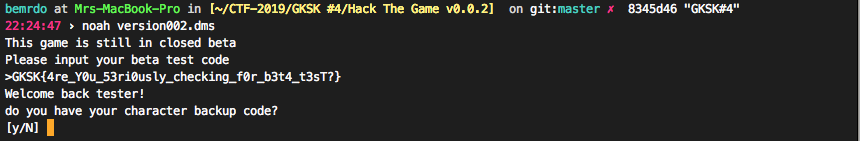 bemrdo at Mrs-MacBook-Pro in [~/CTF-2019/GKSK #4/Hack The Game v0.0.2]  on git:master ✗  8345d46 "GKSK#4"
22:24:47 › noah version002.dms
This game is still in closed beta
Please input your beta test code
>GKSK{4re_Y0u_53ri0usly_checking_f0r_b3t4_t3sT?}
Welcome back tester!
do you have your character backup code?
[y/N]